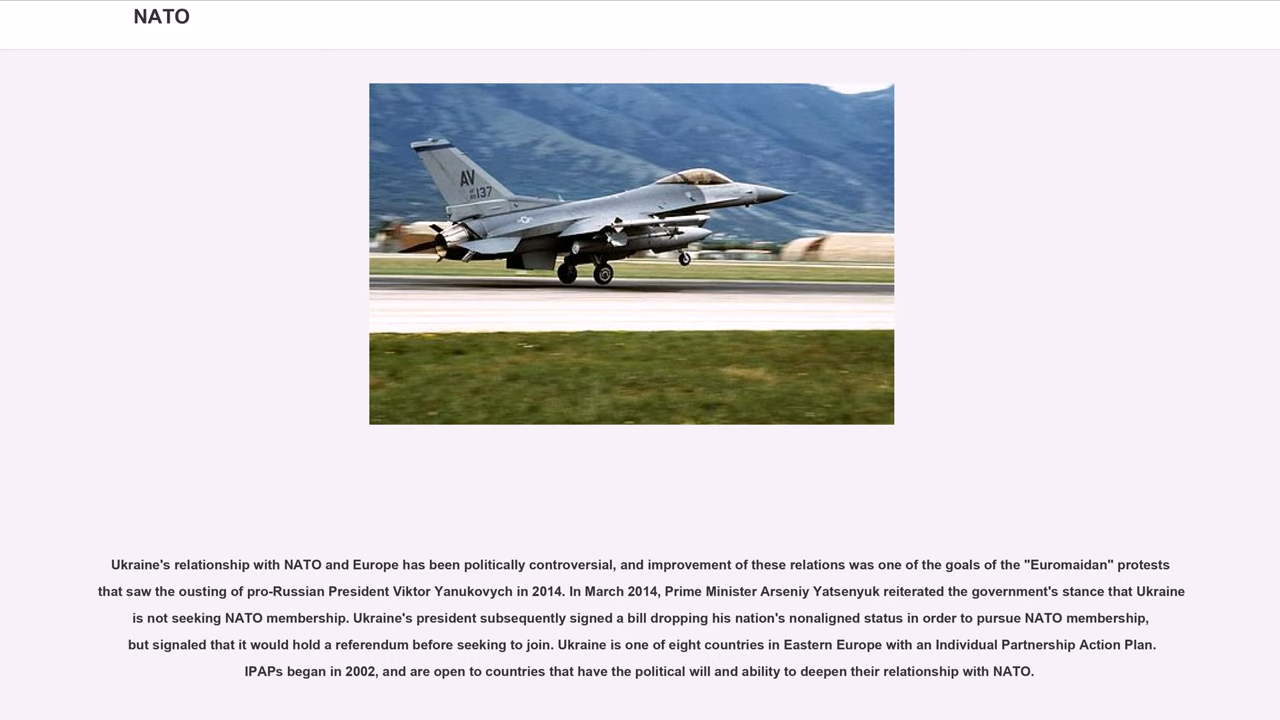 NATO
AV
137
Ukraine's relationship with NATO and Europe has been politically controversial, and improvement of these relations was one of the goals of the "Euromaidan" protests
that saw the ousting of pro-Russian President Viktor Yanukovych in 2014. In March 2014, Prime Minister Arseniy Yatsenyuk reiterated the government's stance that Ukraine
is not seeking NATO membership. Ukraine's president subsequently signed a bill dropping his nation's nonaligned status in order to pursue NATO membership,
but signaled that it would hold a referendum before seeking to join. Ukraine is one of eight countries in Eastern Europe with an Individual Partnership Action Plan.
IPAPs began in 2002, and are open to countries that have the political will and ability to deepen their relationship with NATO.